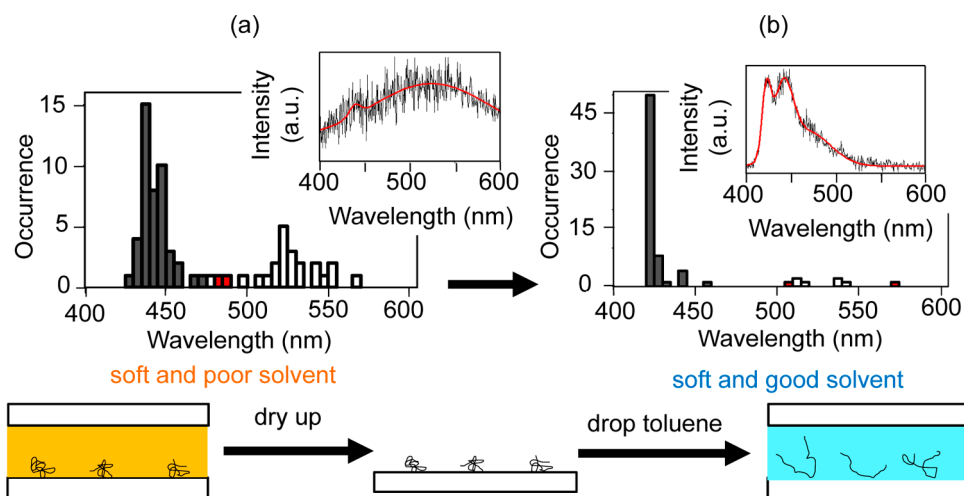 (a)
(b)
Occurrence
15
10
5
0
400
450
500
550
600
Wavelength (nm)
Intensity
(a.u.)
400
500
600
Wavelength (nm)
Occurrence
45
30
15
0
400
450
500
550
600
Wavelength (nm)
Intensity
(a.u.)
400
500
600
Wavelength (nm)
soft and poor solvent
soft and good solvent
dry up
drop toluene